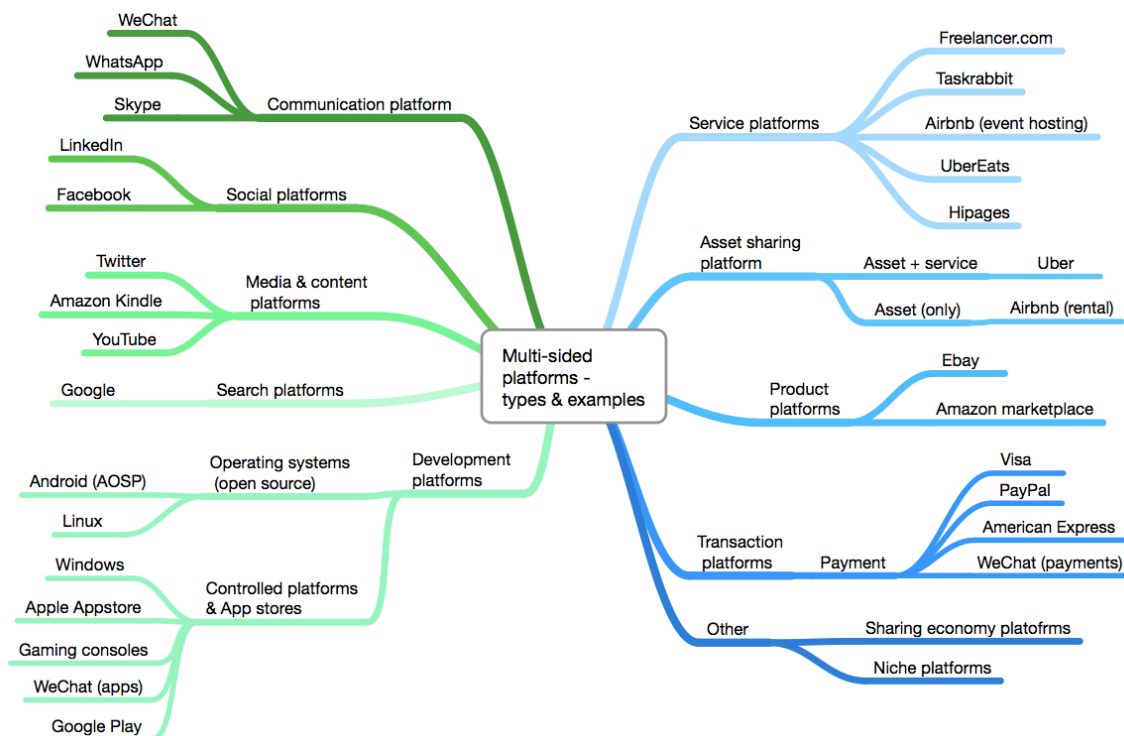 WeChat
WhatsApp
Skype
Communication platform
LinkedIn
Facebook
Social platforms
Twitter
Amazon Kindle
YouTube
Media & content
platforms
Google
Search platforms
Android (AOSP)
Linux
Operating systems
(open source)
Development
platforms
Windows
Apple Appstore
Gaming consoles
WeChat (apps)
Google Play
Controlled platforms
& App stores
Multi-sided
platforms -
types & examples
Service platforms
Freelancer.com
Taskrabbit
Airbnb (event hosting)
UberEats
Hipages
Asset sharing
platform
Asset + service
Uber
Asset (only)
Airbnb (rental)
Product
platforms
Ebay
Amazon marketplace
Transaction
platforms
Payment
Visa
PayPal
American Express
WeChat (payments)
Other
Sharing economy platofrms
Niche platforms